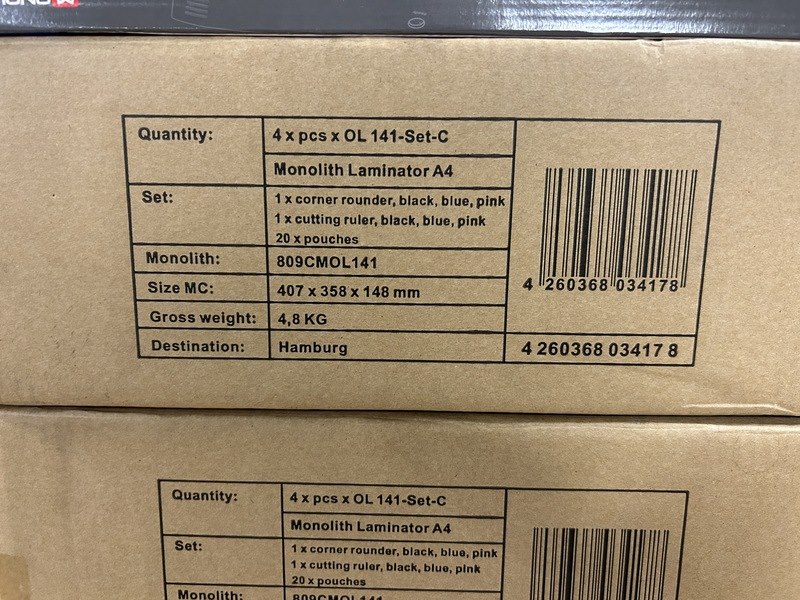 Quantity:
4 x pcs x OL 141-Set-C
Monolith Laminator A4
Set:
1 x corner rounder, black, blue, pink
1 x cutting ruler, black, blue, pink
20 x pouches
Monolith:
809CMOL141
Size MC:
407 x 358 x 148 mm
Gross weight:
4,8 KG
Destination:
Hamburg
4 260368 034178
4 260368 034178
Quantity:
4 x pcs x OL 141-Set-C
Monolith Laminator A4
Set:
1 x corner rounder, black, blue, pink
1 x cutting ruler, black, blue, pink
20 x pouches
Monolith:
809CMOL141